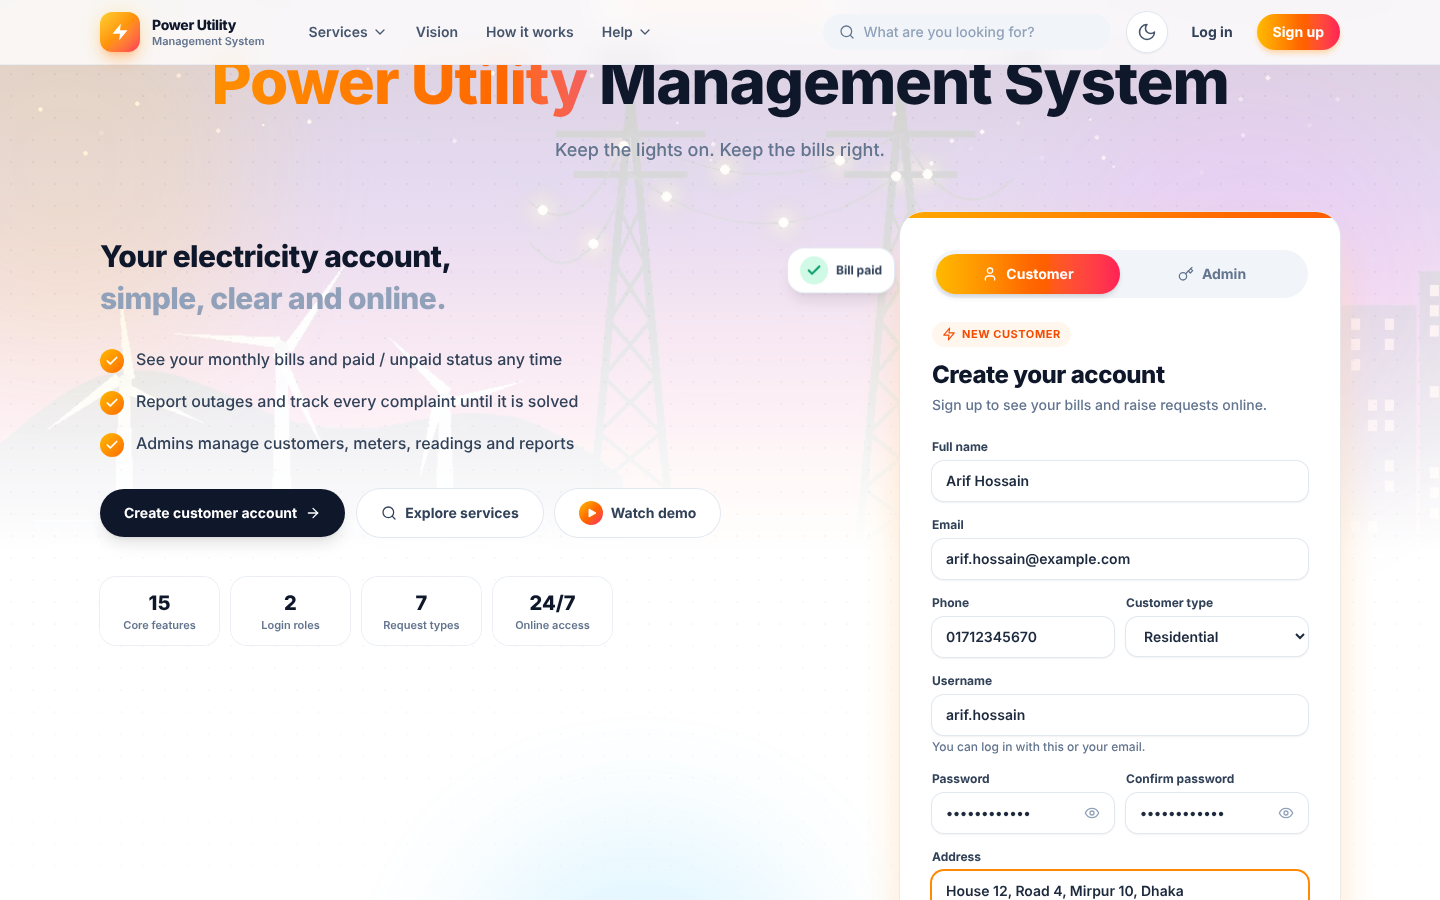 Power Utility
Management System
Services
Vision
How it works
Help
What are you looking for?
Log in
Sign up
Power Utility Management System
Keep the lights on. Keep the bills right.
Your electricity account,
simple, clear and online.
See your monthly bills and paid / unpaid status any time
Report outages and track every complaint until it is solved
Admins manage customers, meters, readings and reports
Create customer account
Explore services
Watch demo
15
Core features
2
Login roles
7
Request types
24/7
Online access
Bill paid
Customer
Admin
NEW CUSTOMER
Create your account
Sign up to see your bills and raise requests online.
Full name
Arif Hossain
Email
arif.hossain@example.com
Phone
Customer type
01712345670
Residential
Username
arif.hossain
You can log in with this or your email.
Password
Confirm password
••••••••••••
••••••••••••
Address
House 12, Road 4, Mirpur 10, Dhaka